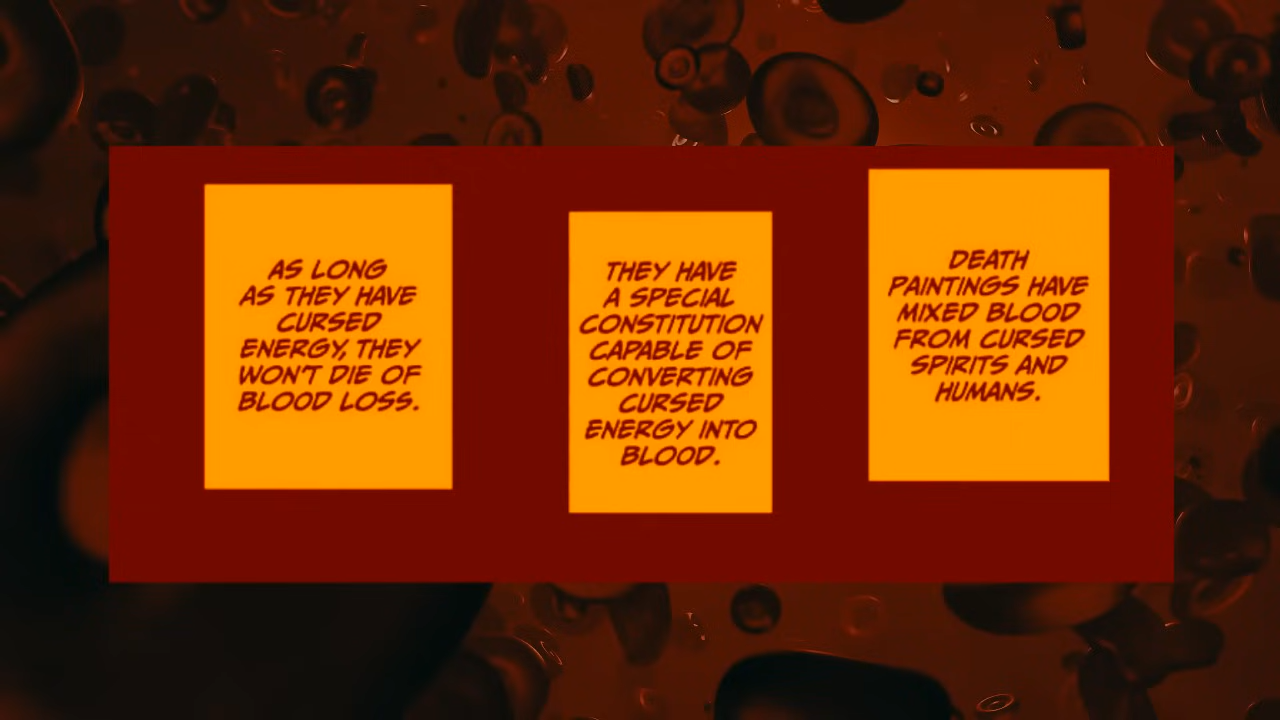 DEATH
PAINTINGS HAVE
MIXED BLOOD
FROM CURSED
SPIRITS AND
HUMANS.
THEY HAVE
A SPECIAL
CONSTITUTION
CAPABLE OF
CONVERTING
CURSED
ENERGY INTO
BLOOD.
AS LONG
AS THEY HAVE
CURSED
ENERGY, THEY
WON'T DIE OF
BLOOD LOSS.